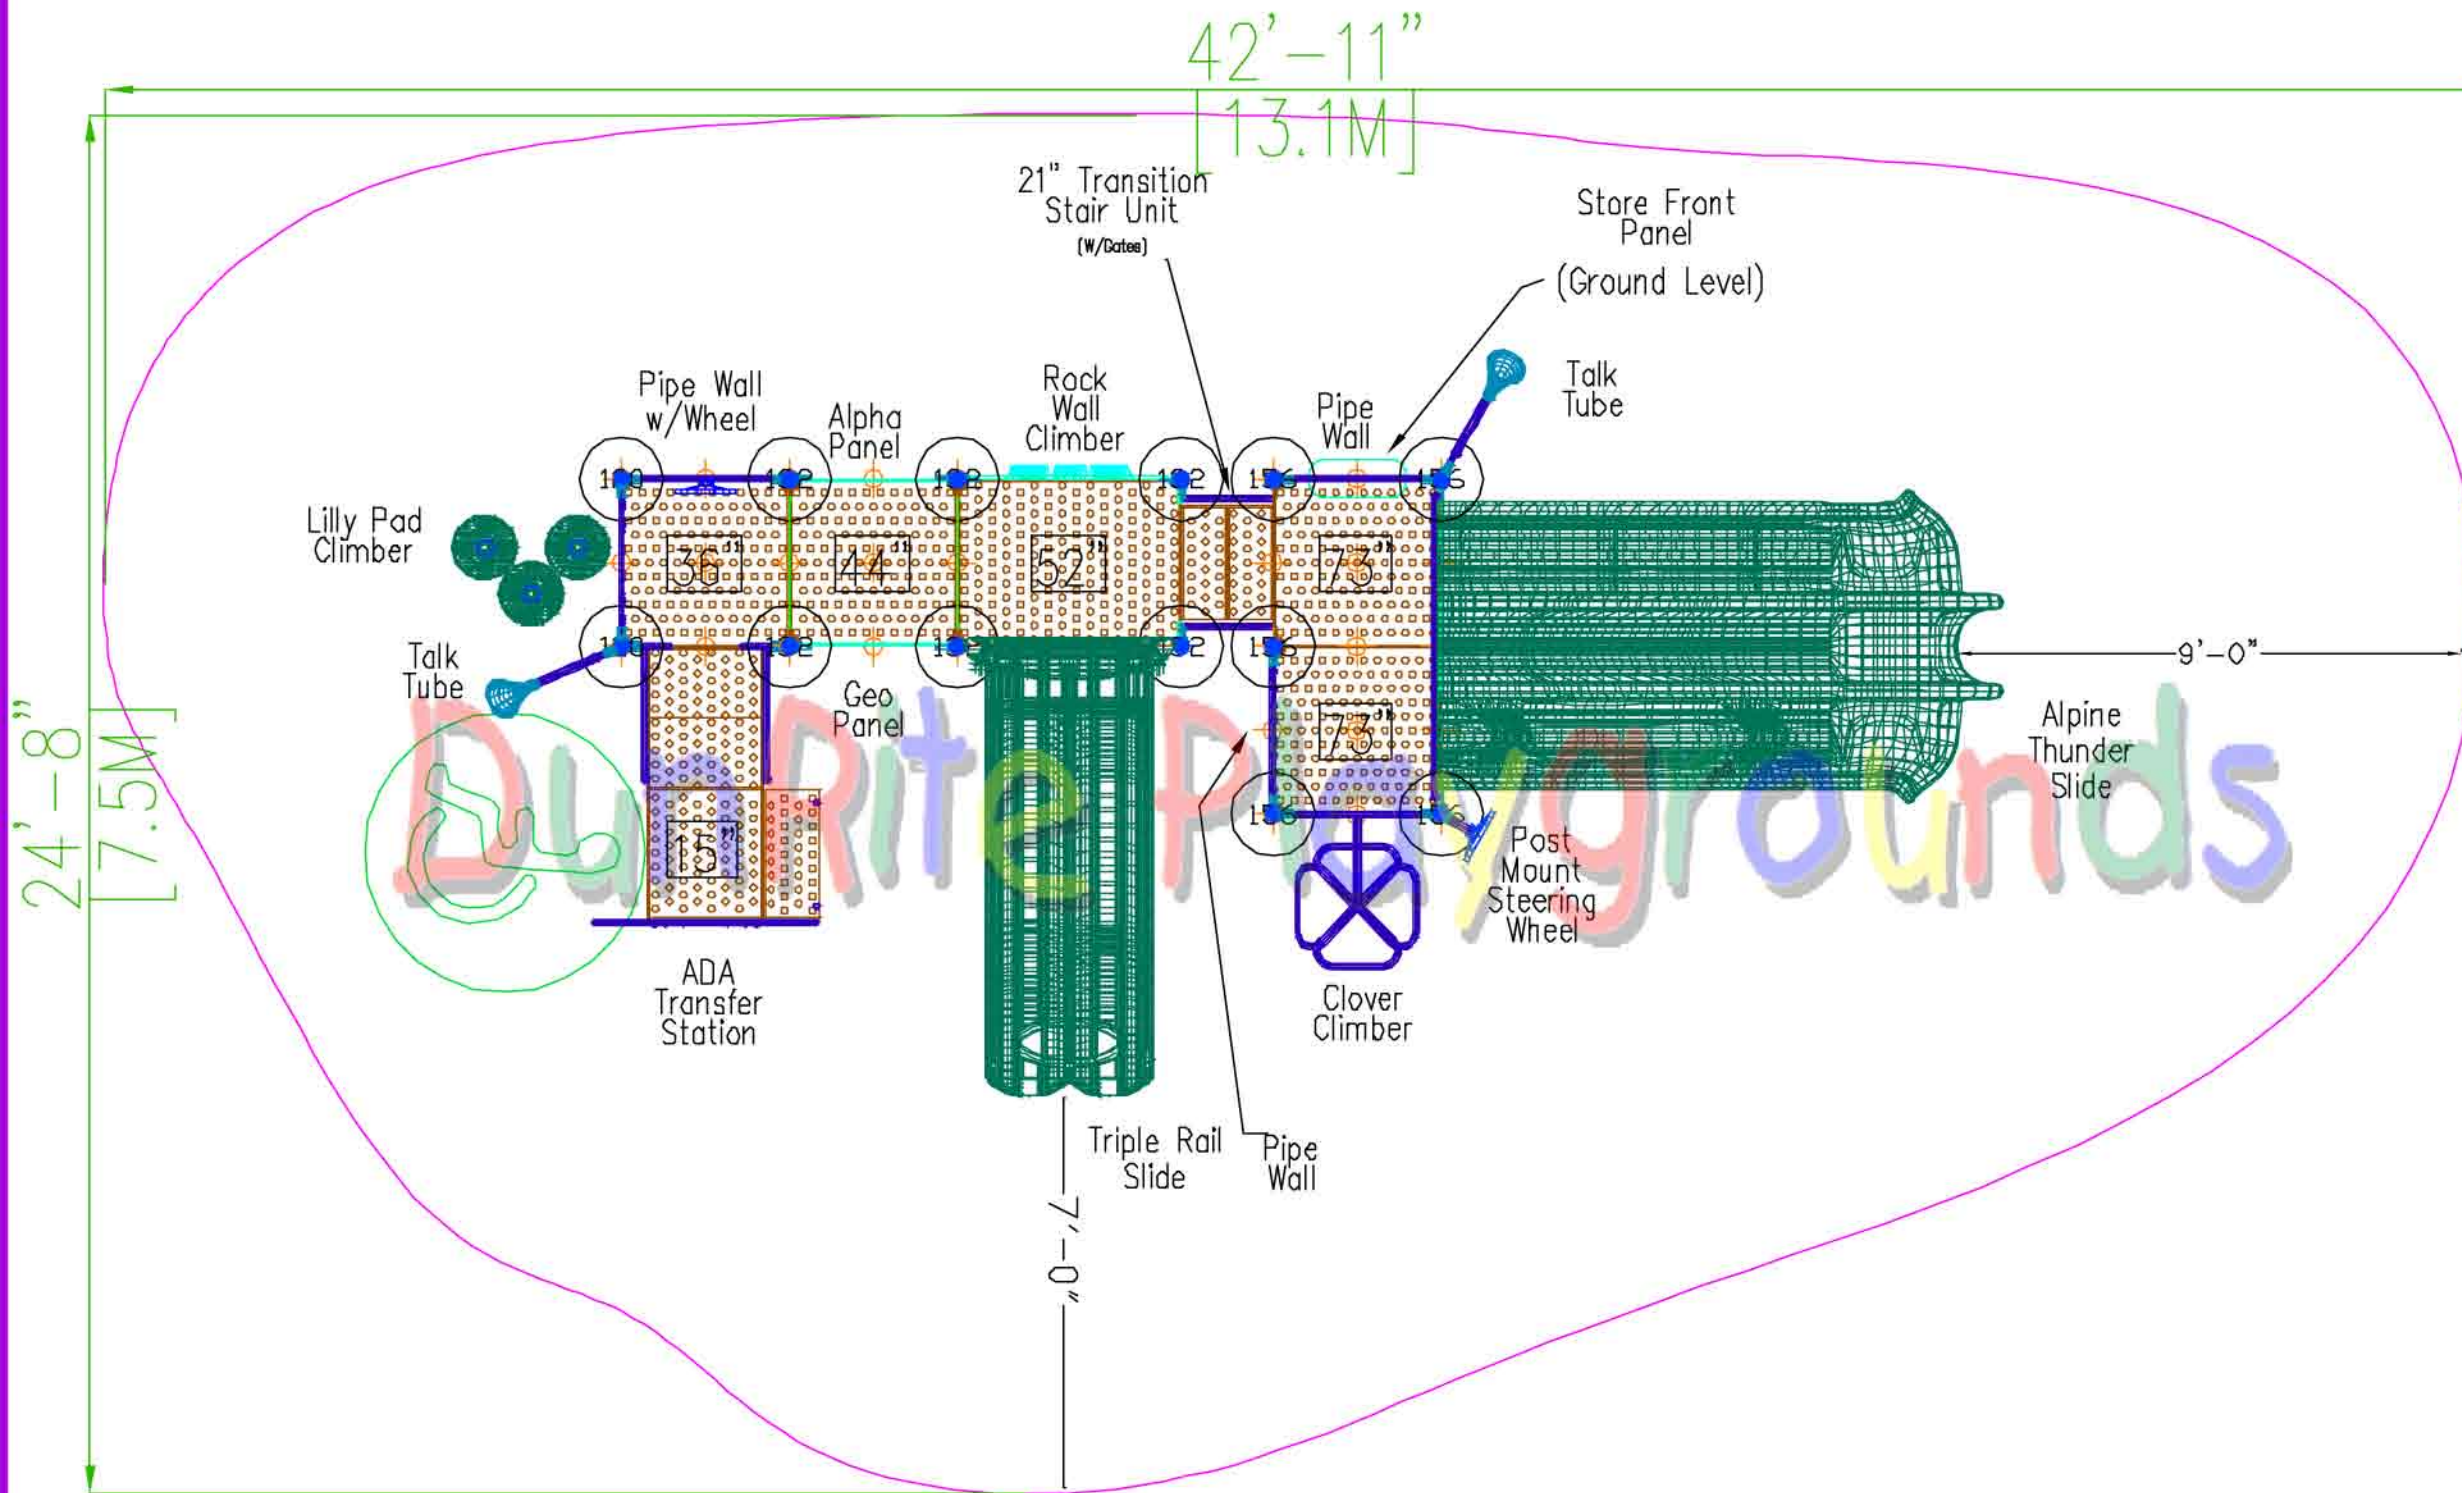 42'-11"
[13.1M]
21" Transition
Stair Unit
(W/Gates)
Store Front
Panel
(Ground Level)
Pipe Wall
w/Wheel
Alpha
Panel
Rock
Wall
Climber
Pipe
Wall
Talk
Tube
Lilly Pad
Climber
36"
44"
52"
73"
9'-0"
Talk
Tube
Geo
Panel
73"
Alpine
Thunder
Slide
24'-8"
[7.5M]
DunRite Playgrounds
15"
Post
Mount
Steering
Wheel
ADA
Transfer
Station
Clover
Climber
Triple Rail
Slide
Pipe
Wall
7'-0"